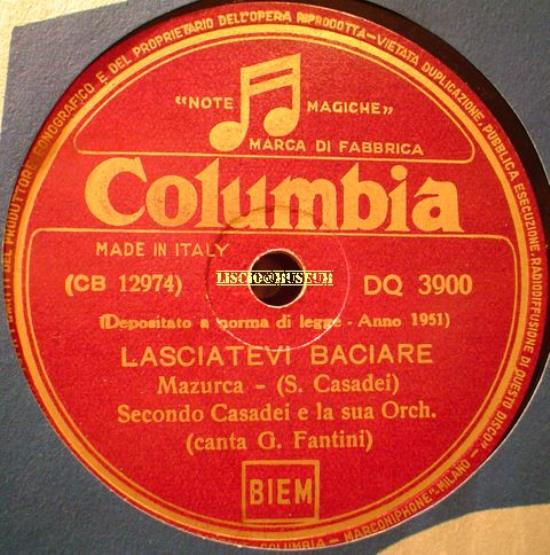 DEL PRODUTTORE FONOGRAFICO E DEL PROPRIETARIO DELL'OPERA RIPRODOTTA - VIETATA DUPLICAZIONE, PUBBLICA ESECUZIONE, RADIODIFFUSIONE DI QUESTO DISCO
"NOTE MAGICHE"
MARCA DI FABBRICA
Columbia
MADE IN ITALY
(CB 12974)
LISCIO@MUSEUM
DQ 3900
(Depositato a norma di legge - Anno 1951)
LASCIATEVI BACIARE
Mazurca - (S. Casadei)
Secondo Casadei e la sua Orch.
(canta G. Fantini)
BIEM
COLUMBIA - MARCONIPHONE" - MILANO -